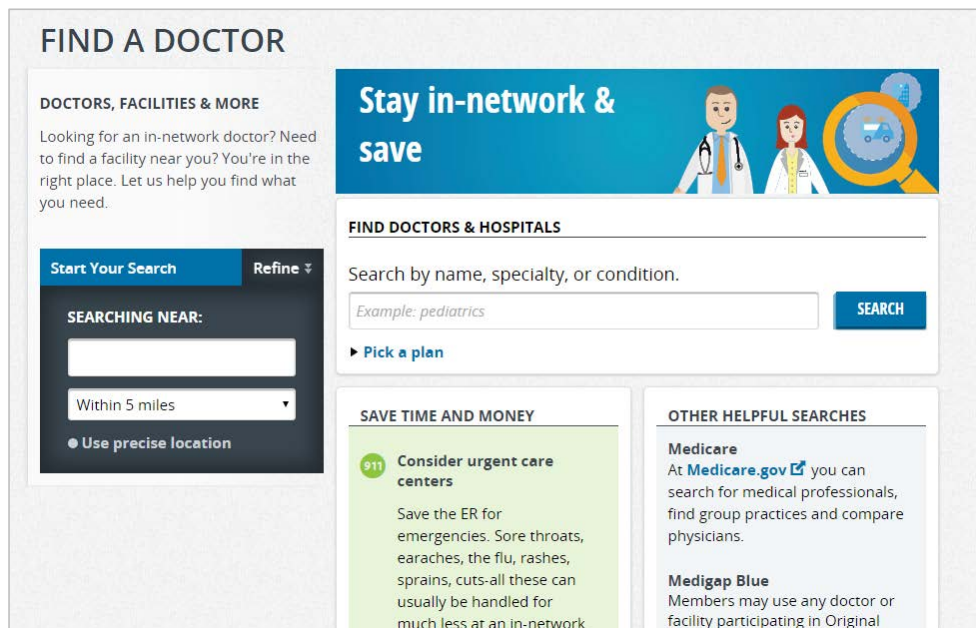 FIND A DOCTOR
DOCTORS, FACILITIES & MORE
Looking for an in-network doctor? Need
to find a facility near you? You're in the
right place. Let us help you find what
you need.
Start Your Search
Refine
SEARCHING NEAR:
Within 5 miles
Use precise location
Stay in-network &
save
FIND DOCTORS & HOSPITALS
Search by name, specialty, or condition.
Example: pediatrics
SEARCH
Pick a plan
SAVE TIME AND MONEY
911
Consider urgent care
centers
Save the ER for
emergencies. Sore throats,
earaches, the flu, rashes,
sprains, cuts-all these can
usually be handled for
much less at an in-network
OTHER HELPFUL SEARCHES
Medicare
At Medicare.gov you can
search for medical professionals,
find group practices and compare
physicians.
Medigap Blue
Members may use any doctor or
facility participating in Original